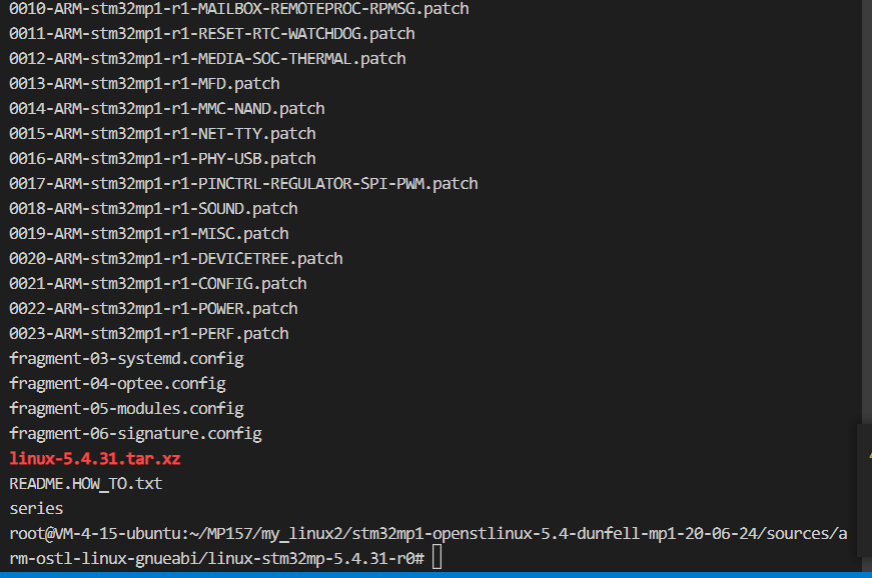 0010-ARM-stm32mp1-r1-MAILBOX-REMOTEPROC-RPMSG.patch
0011-ARM-stm32mp1-r1-RESET-RTC-WATCHDOG.patch
0012-ARM-stm32mp1-r1-MEDIA-SOC-THERMAL.patch
0013-ARM-stm32mp1-r1-MFD.patch
0014-ARM-stm32mp1-r1-MMC-NAND.patch
0015-ARM-stm32mp1-r1-NET-TTY.patch
0016-ARM-stm32mp1-r1-PHY-USB.patch
0017-ARM-stm32mp1-r1-PINCTRL-REGULATOR-SPI-PWM.patch
0018-ARM-stm32mp1-r1-SOUND.patch
0019-ARM-stm32mp1-r1-MISC.patch
0020-ARM-stm32mp1-r1-DEVICETREE.patch
0021-ARM-stm32mp1-r1-CONFIG.patch
0022-ARM-stm32mp1-r1-POWER.patch
0023-ARM-stm32mp1-r1-PERF.patch
fragment-03-systemd.config
fragment-04-optee.config
fragment-05-modules.config
fragment-06-signature.config
linux-5.4.31.tar.xz
README.HOW_TO.txt
series
root@VM-4-15-ubuntu:~/MP157/my_linux2/stm32mp1-openstlinux-5.4-dunfell-mp1-20-06-24/sources/a
rm-ostl-linux-gnueabi/linux-stm32mp-5.4.31-r0#